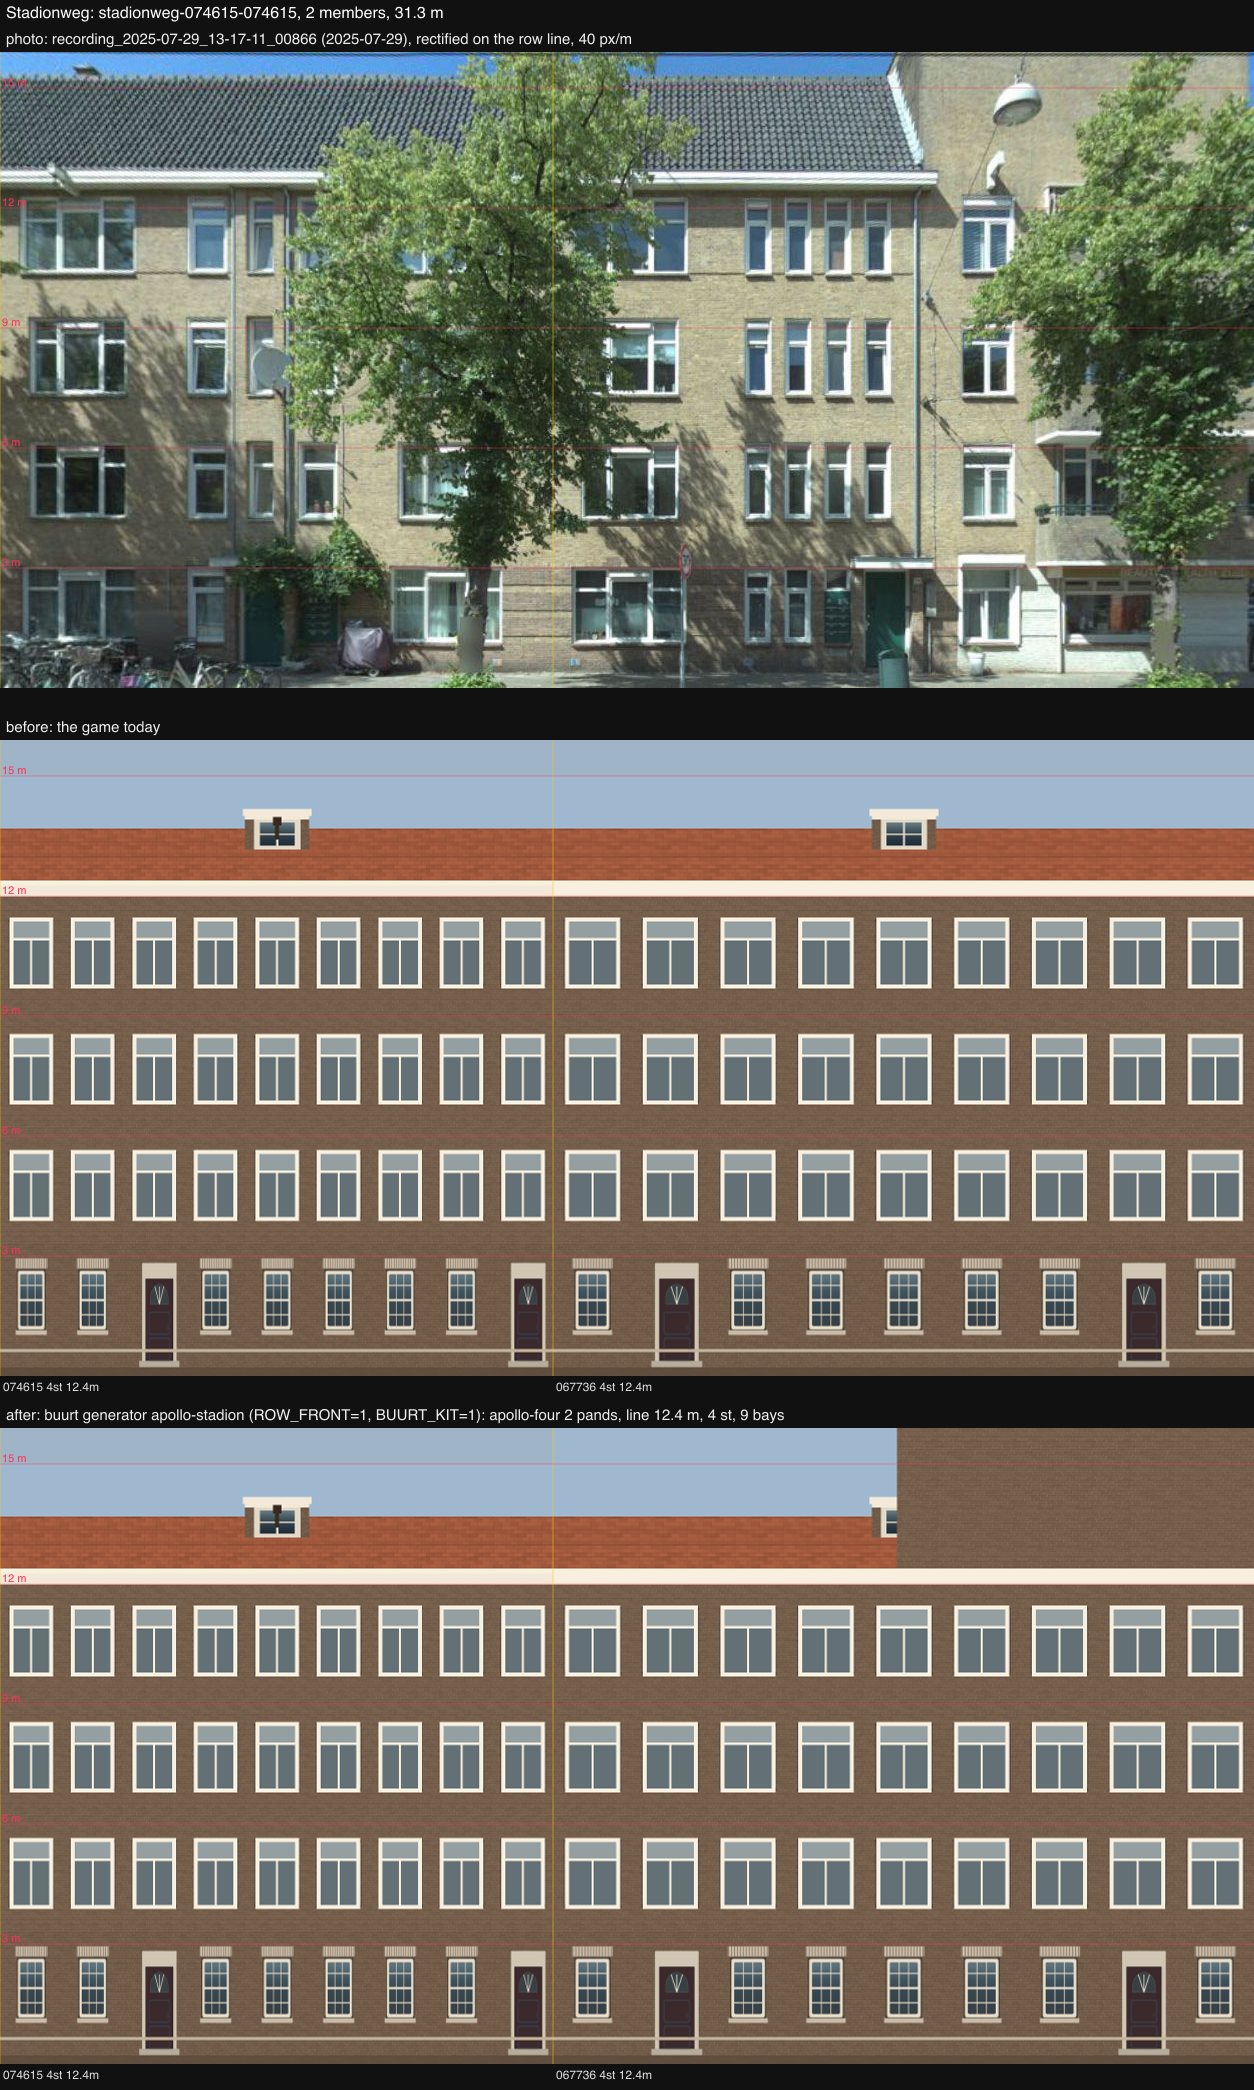 Stadionweg: stadionweg-074615-074615, 2 members, 31.3 m
photo: recording_2025-07-29_13-17-11_00866 (2025-07-29), rectified on the row line, 40 px/m
12 m
9 m
3 m
before: the game today
15 m
12 m
9 m
6 m
3 m
074615 4st 12.4m
067736 4st 12.4m
after: buurt generator apollo-stadion (ROW_FRONT=1, BUURT_KIT=1): apollo-four 2 pands, line 12.4 m, 4 st, 9 bays
15 m
12 m
9 m
6 m
3 m
074615 4st 12.4m
067736 4st 12.4m